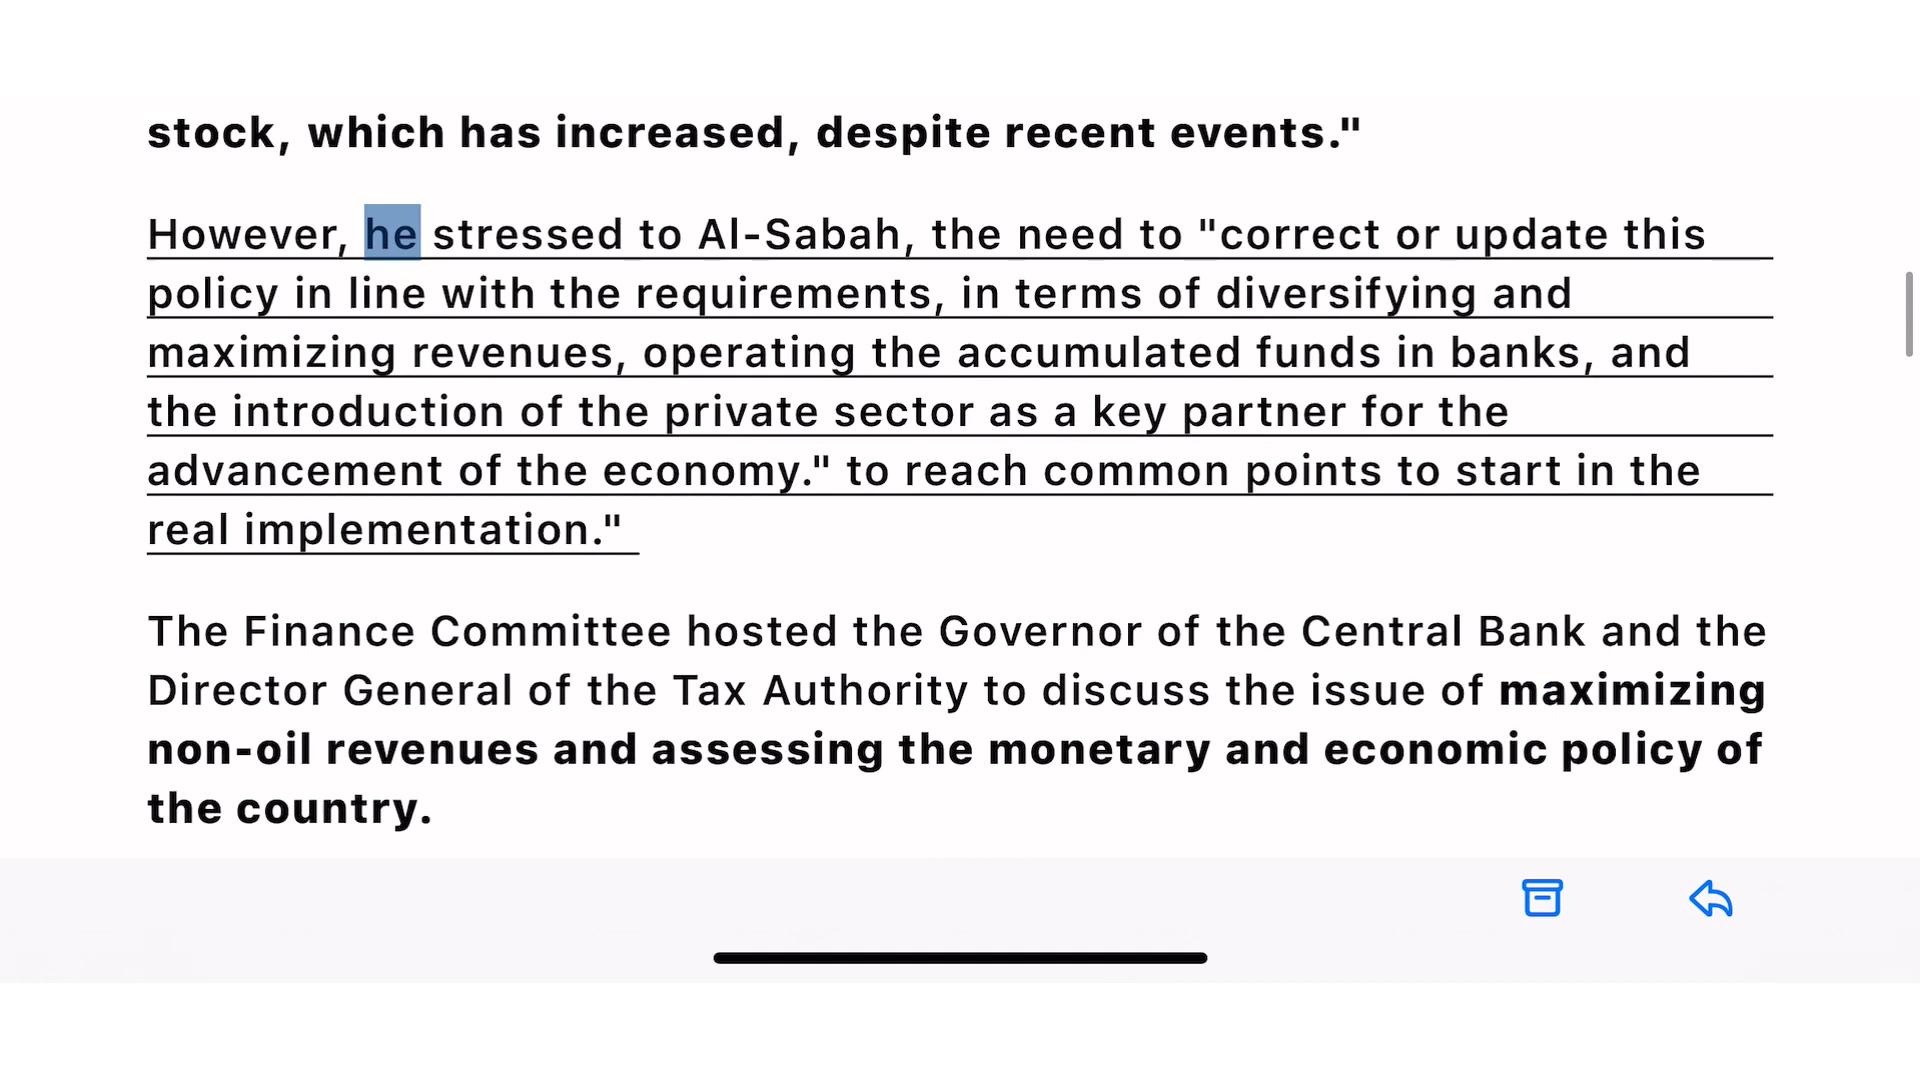 stock, which has increased, despite recent events."
However, he stressed to Al-Sabah, the need to "correct or update this
policy in line with the requirements, in terms of diversifying and
maximizing revenues, operating the accumulated funds in banks, and
the introduction of the private sector as a key partner for the
advancement of the economy." to reach common points to start in the
real implementation."
The Finance Committee hosted the Governor of the Central Bank and the
Director General of the Tax Authority to discuss the issue of maximizing
non-oil revenues and assessing the monetary and economic policy of
the country.